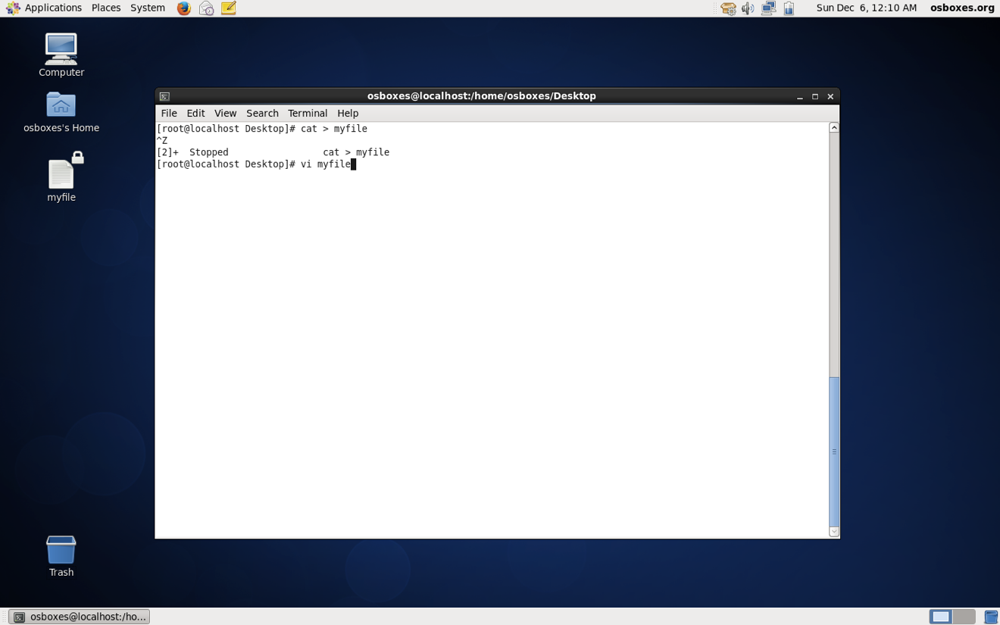 Applications Places System
Sun Dec 6, 12:10 AM osboxes.org
Computer
osboxes's Home
myfile
Trash
osboxes@localhost:/home/osboxes/Desktop
File Edit View Search Terminal Help
[root@localhost Desktop]# cat > myfile
^Z
[2]+  Stopped                 cat > myfile
[root@localhost Desktop]# vi myfile
osboxes@localhost:/ho...